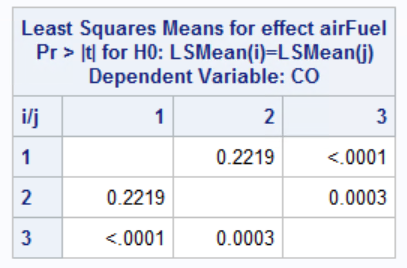 Least Squares Means for effect airFuel
Pr > |t| for H0: LSMean(i)=LSMean(j)
Dependent Variable: CO
i/j 1 2 3
1 0.2219 <.0001
2 0.2219 0.0003
3 <.0001 0.0003